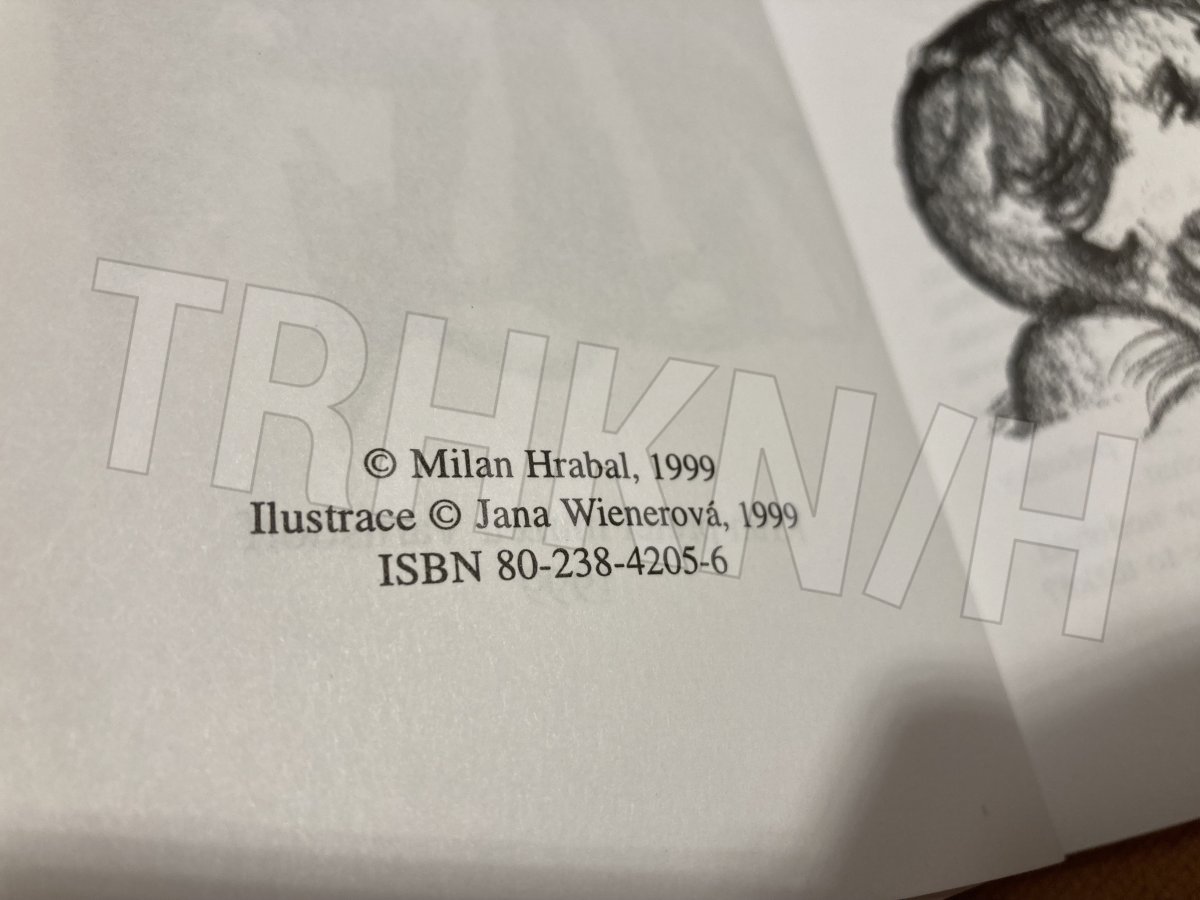 TRHKNIH
© Milan Hrabal, 1999
Ilustrace © Jana Wienerová, 1999
ISBN 80-238-4205-6